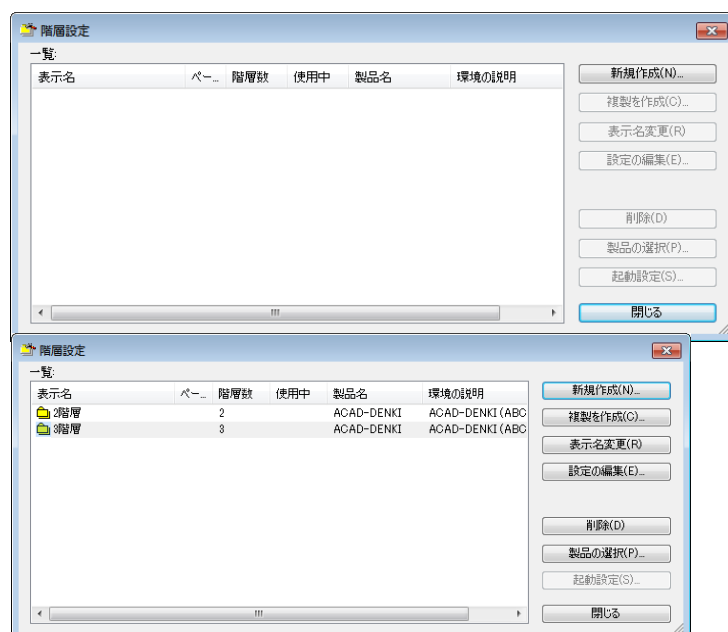 階層設定
一覧:
表示名 ペー... 階層数 使用中 製品名 環境の説明
新規作成(N)...
複製を作成(C)...
表示名変更(R)
設定の編集(E)...
削除(D)
製品の選択(P)...
起動設定(S)...
閉じる
階層設定
一覧:
表示名 ペー... 階層数 使用中 製品名 環境の説明
2階層 2 ACAD-DENKI ACAD-DENKI(ABC
3階層 3 ACAD-DENKI ACAD-DENKI(ABC
新規作成(N)...
複製を作成(C)...
表示名変更(R)
設定の編集(E)...
削除(D)
製品の選択(P)...
起動設定(S)...
閉じる